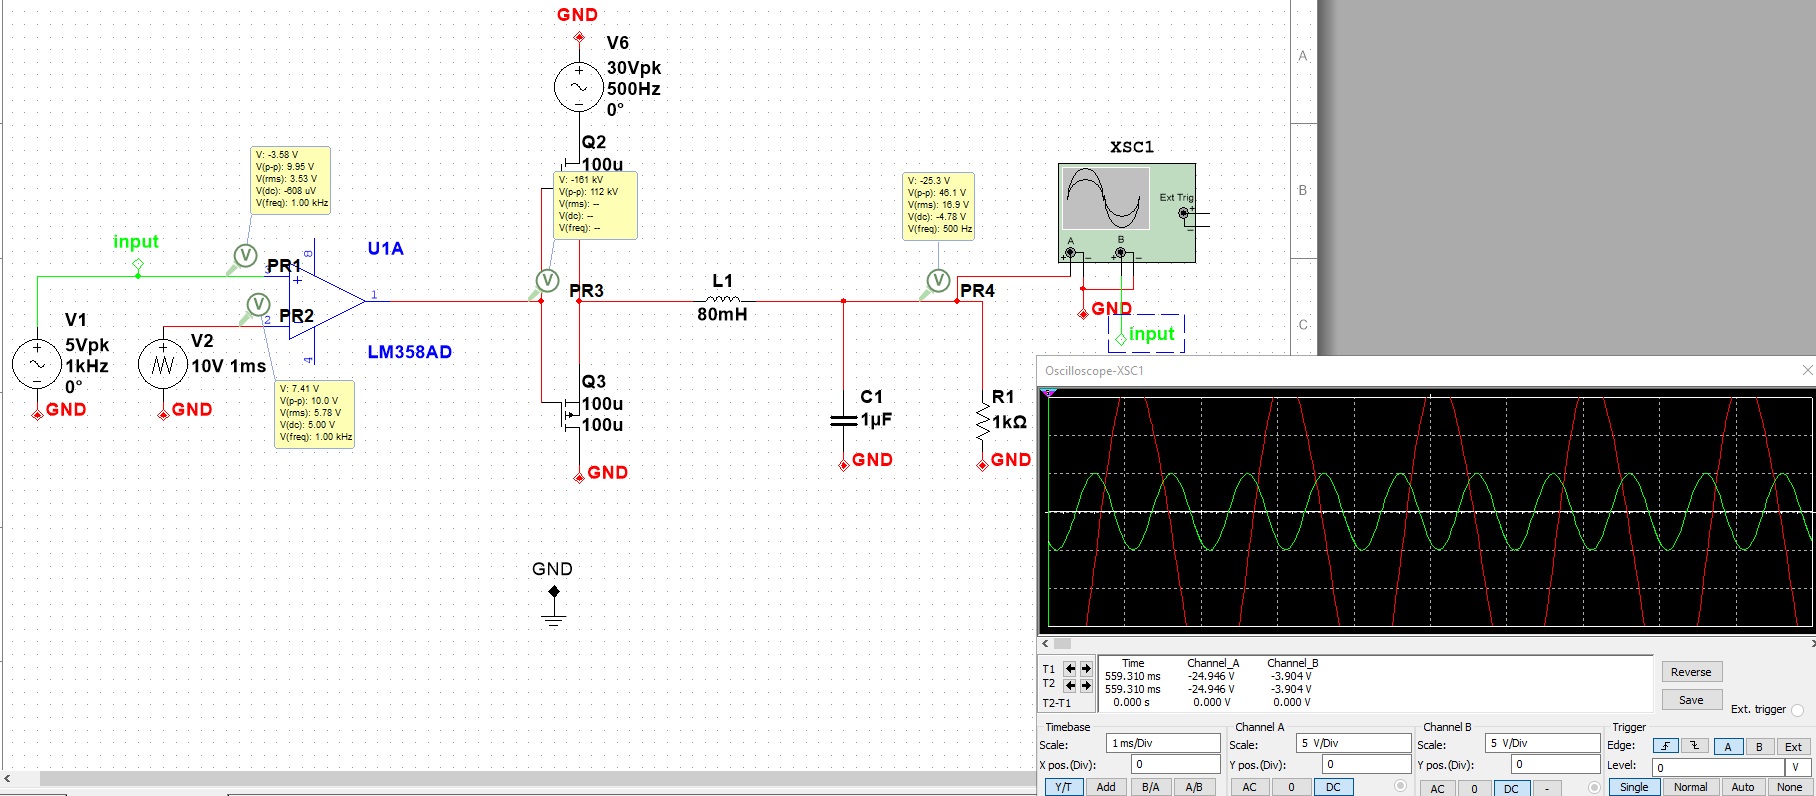 GND
V6
30Vpk
500Hz
0°
Q2
100u
V: -161 kV
V(p-p): 112 kV
V(rms): --
V(dc): --
V(freq): --
V: -3.58 V
V(p-p): 9.95 V
V(rms): 3.53 V
V(dc): -608 uV
V(freq): 1.00 kHz
input
V
PR1
8
U1A
V
PR2
2
1
4
LM358AD
V1
5Vpk
1kHz
0°
GND
V2
10V 1ms
GND
V: 7.41 V
V(p-p): 10.0 V
V(rms): 5.78 V
V(dc): 5.00 V
V(freq): 1.00 kHz
V
PR3
L1
80mH
V: -25.3 V
V(p-p): 46.1 V
V(rms): 16.9 V
V(dc): -4.78 V
V(freq): 500 Hz
V
PR4
Q3
100u
100u
GND
C1
1µF
GND
R1
1kΩ
GND
GND
XSC1
Ext Trig
A
B
GND
input
A
B
C
Oscilloscope-XSC1
T1
T2
T2-T1
Time Channel_A Channel_B
559.310 ms -24.946 V -3.904 V
559.310 ms -24.946 V -3.904 V
0.000 s 0.000 V 0.000 V
Reverse
Save
Ext. trigger
Timebase
Scale: 1 ms/Div
X pos.(Div): 0
Y/T Add B/A A/B
Channel A
Scale: 5 V/Div
Y pos.(Div): 0
AC 0 DC
Channel B
Scale: 5 V/Div
Y pos.(Div): 0
AC 0 DC -
Trigger
Edge: A B Ext
Level: 0 V
Single Normal Auto None